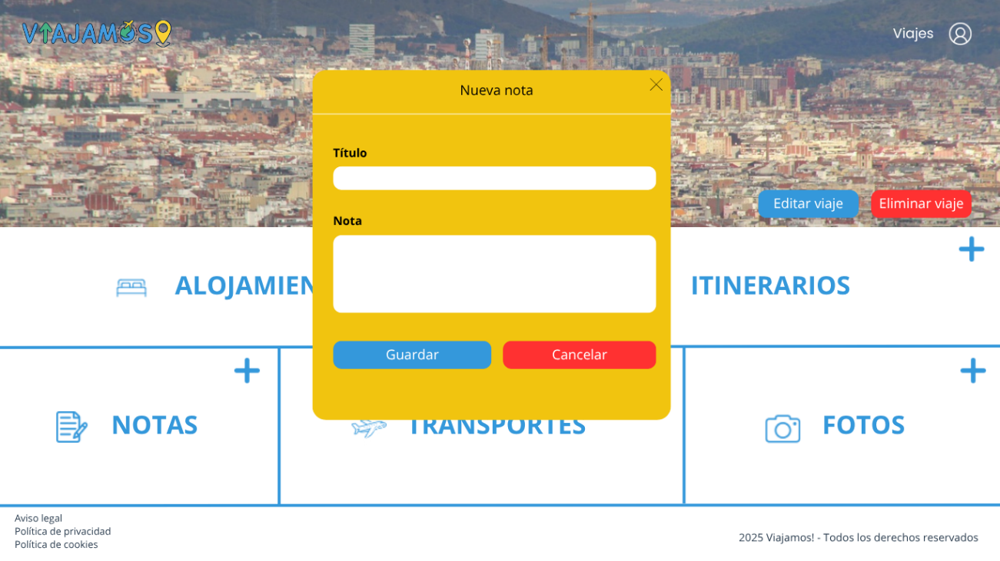 VIAJAMOS
Viajes
Nueva nota
Título
Nota
Editar viaje
Eliminar viaje
Guardar
Cancelar
ALOJAMIEN
ITINERARIOS
NOTAS
TRANSPORTES
FOTOS
Aviso legal
Política de privacidad
Política de cookies
2025 Viajamos! - Todos los derechos reservados